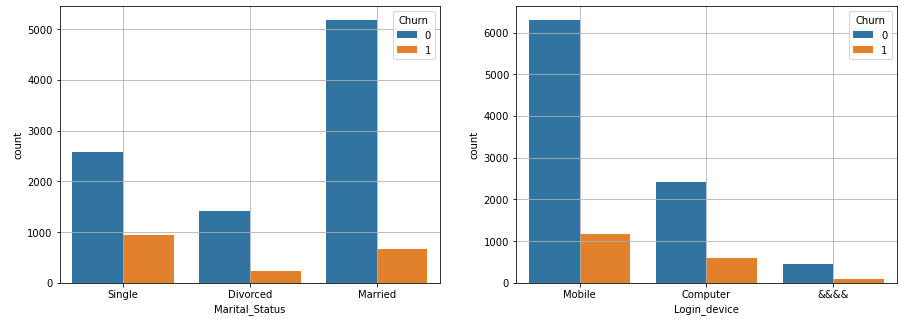 Churn
0
1
5000
4000
3000
2000
1000
0
count
Single Divorced Married
Marital_Status
Churn
0
1
6000
5000
4000
3000
2000
1000
0
count
Mobile Computer &&&&
Login_device